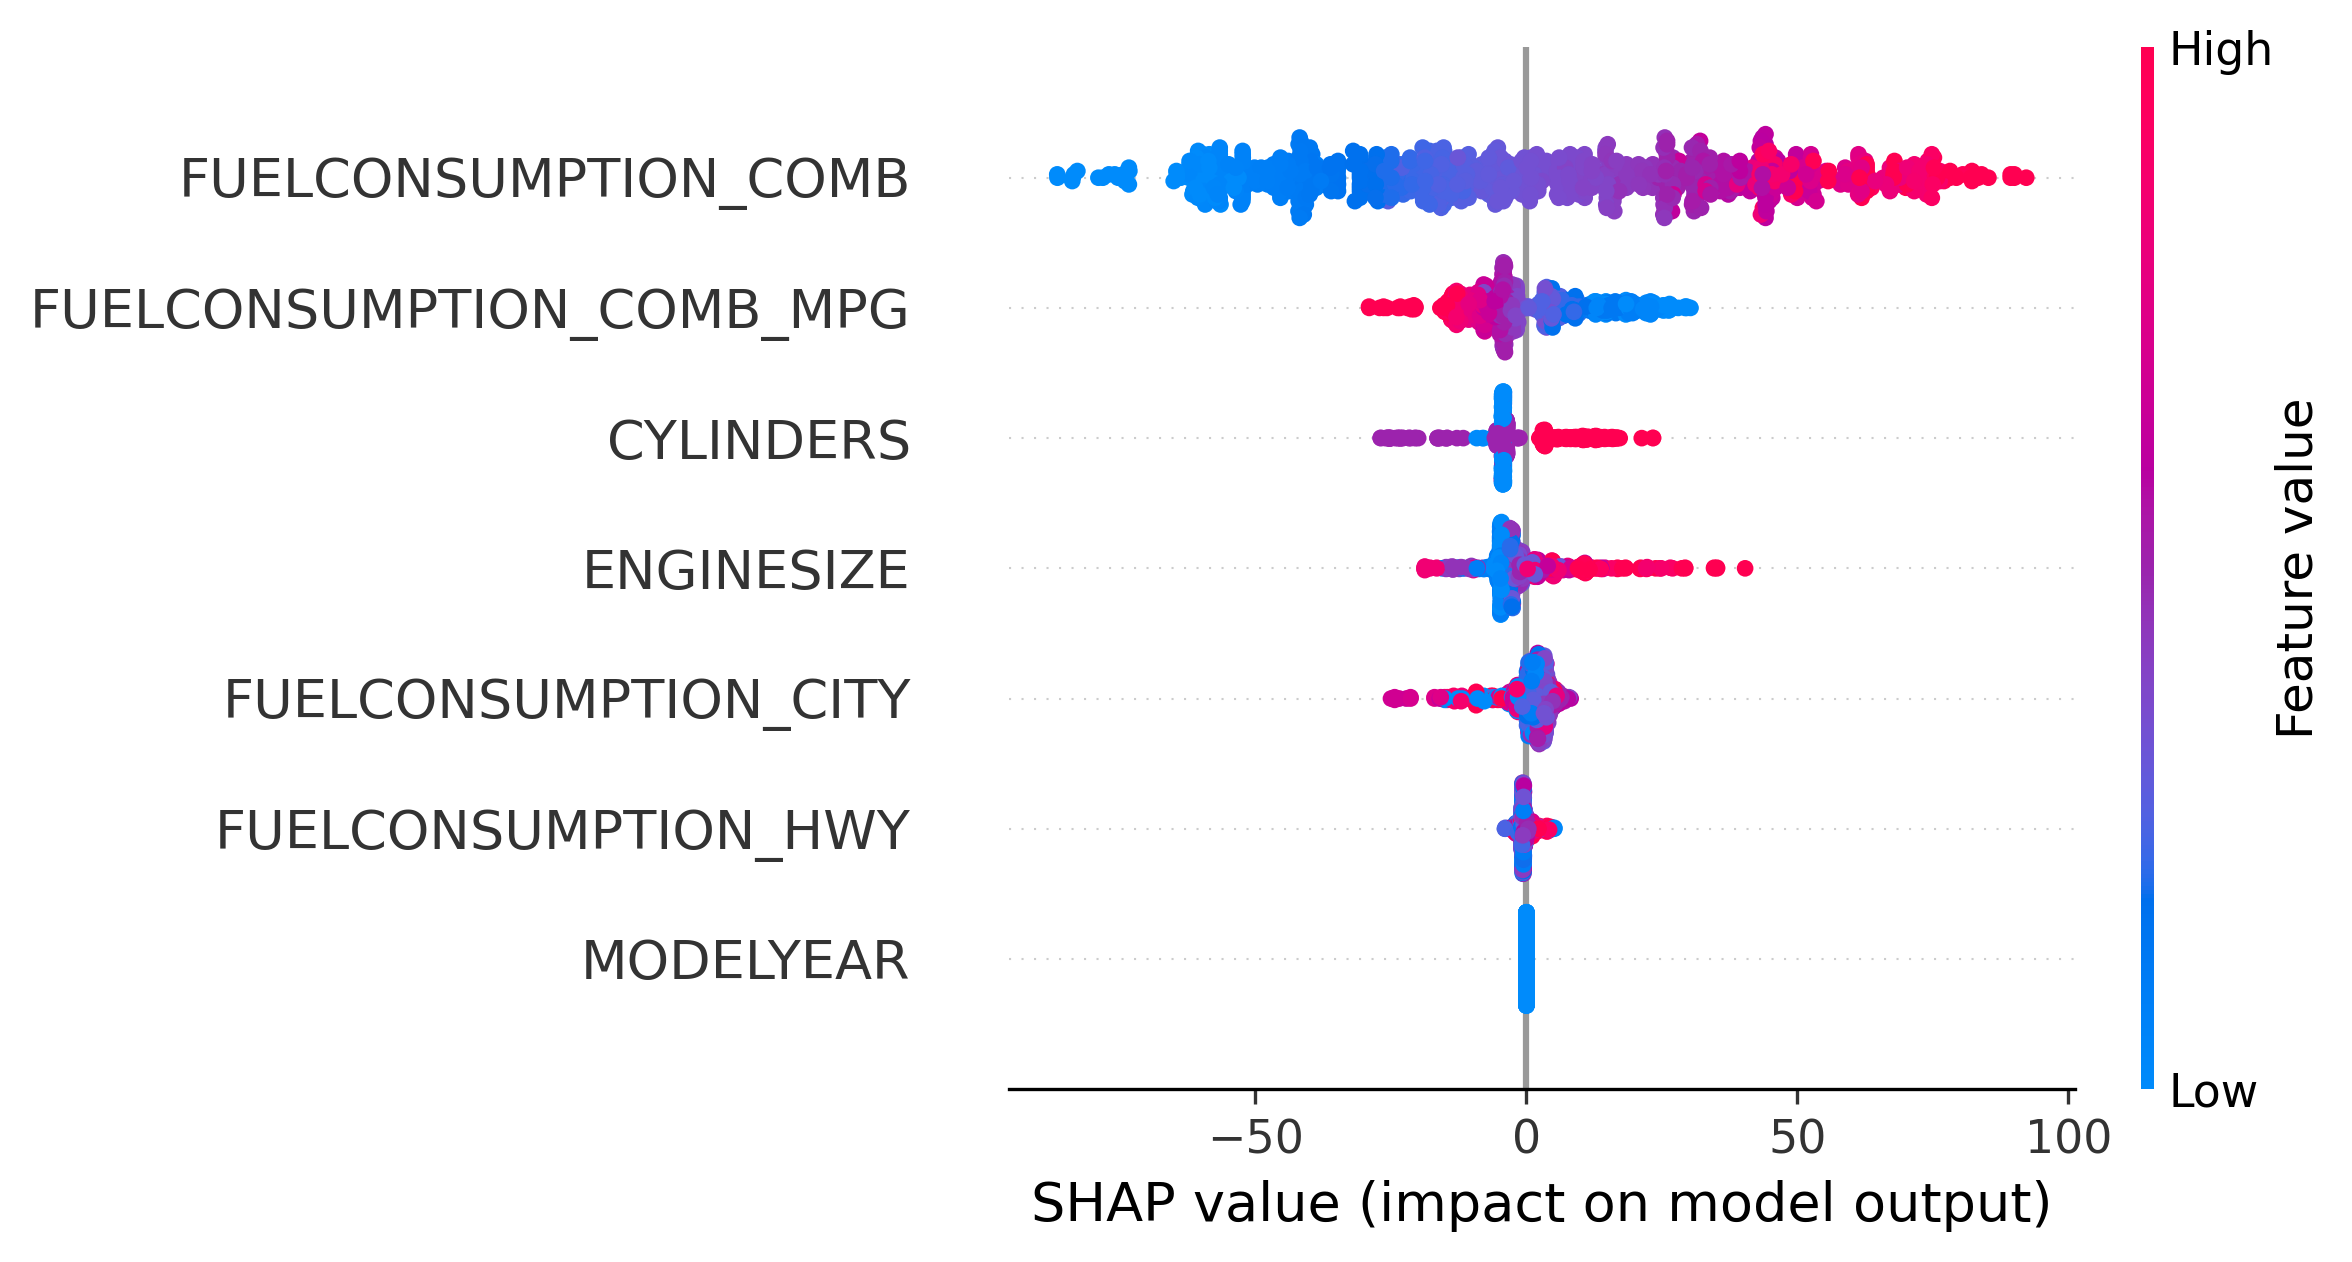 High
FUELCONSUMPTION_COMB
FUELCONSUMPTION_COMB_MPG
CYLINDERS
ENGINESIZE
FUELCONSUMPTION_CITY
FUELCONSUMPTION_HWY
MODELYEAR
Feature value
Low
−50 0 50 100
SHAP value (impact on model output)